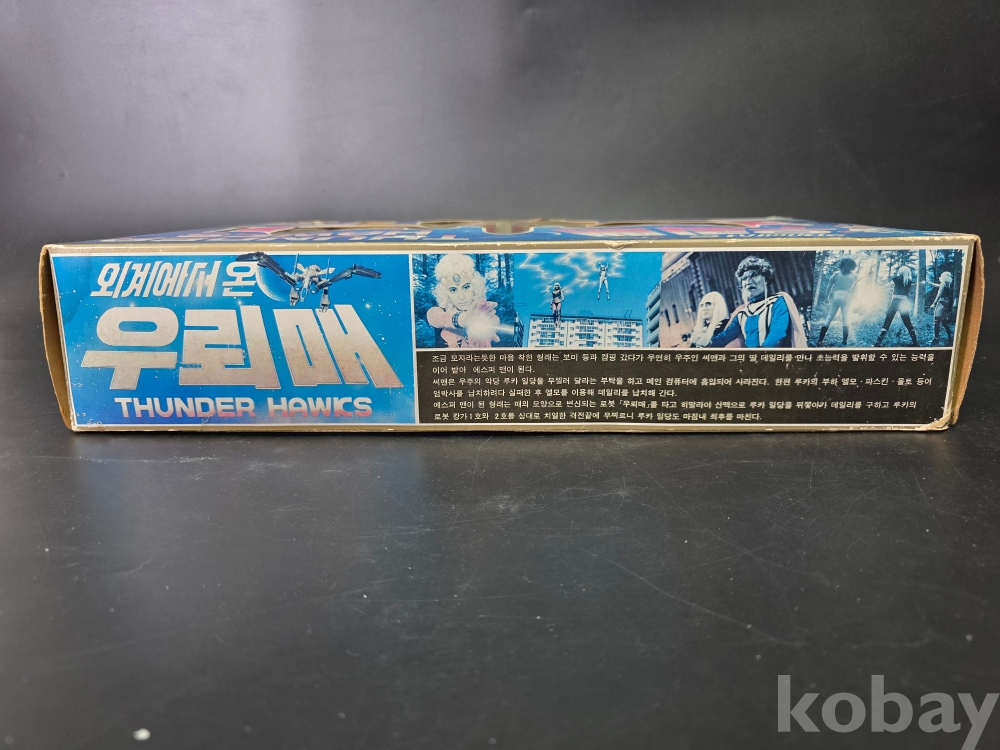 외계에서 온
우뢰매
THUNDER HAWKS
조금 모자라는듯한 마음 착한 형래는 보미 등과 캠핑 갔다가 우연히 우주인 씨맨과 그의 딸 데일리를 만나 초능력을 발휘할 수 있는 능력을
이어 받아 에스퍼 맨이 된다.
씨맨은 우주의 악당 루카 일당을 무찔러 달라는 부탁을 하고 메인 컴퓨터에 흡입되어 사라진다. 한편 루카의 부하 엘모·파스킨·율토 등이
엄박사를 납치하려다 실패한 후 엘모를 이용해 데일리를 납치해 간다.
에스퍼 맨이 된 형래는 매의 모양으로 변신되는 로봇 「우뢰매」를 타고 히말라야 산맥으로 루카 일당을 뒤쫓아가 데일리를 구하고 루카의
로봇 캉가 1호와 2호를 상대로 치열한 격전끝에 무찌르니 루카 일당도 마침내 최후를 마친다.
kobay